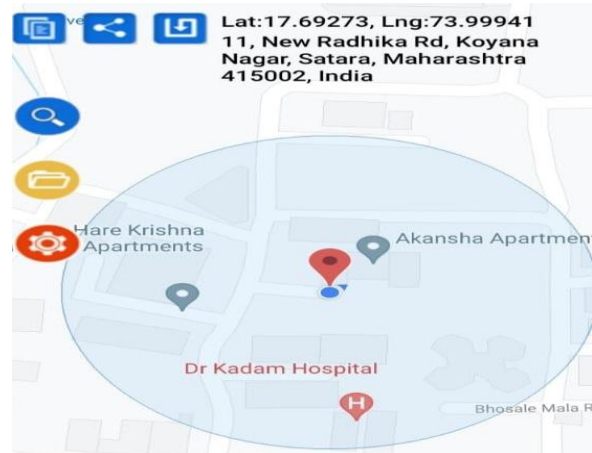 Lat:17.69273, Lng:73.99941
11, New Radhika Rd, Koyana
Nagar, Satara, Maharashtra
415002, India
Hare Krishna
Apartments
Akansha Apartmen
Dr Kadam Hospital
H
Bhosale Mala R